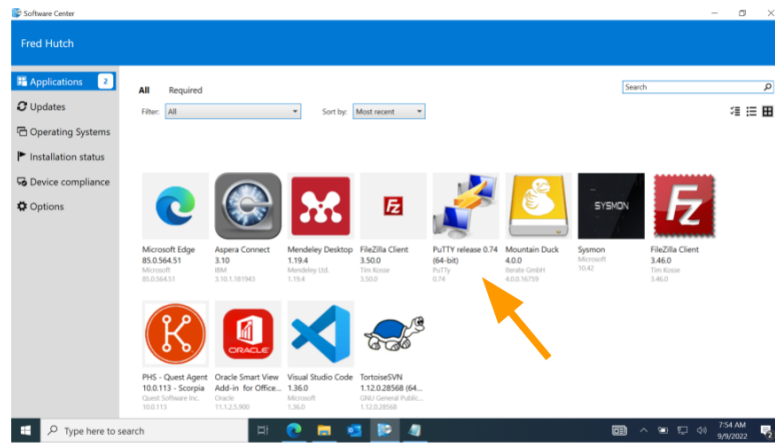 Software Center
Fred Hutch
Applications 2
Updates
Operating Systems
Installation status
Device compliance
Options
All Required
Search
Filter: All Sort by: Most recent
SYSMON
Microsoft Edge
85.0.564.51
Microsoft
85.0.564.51
Aspera Connect
3.10
IBM
3.10.1.181943
Mendeley Desktop
1.19.4
Mendeley Ltd.
1.19.4
FileZilla Client
3.50.0
Tim Kosse
3.50.0
PuTTY release 0.74
(64-bit)
PuTTy
0.74
Mountain Duck
4.0.0
iterate GmbH
4.0.0.16759
Sysmon
Microsoft
10.42
FileZilla Client
3.46.0
Tim Kosse
3.46.0
ORACLE
PHS - Quest Agent
10.0.113 - Scorpia
Quest Software Inc.
10.0.113
Oracle Smart View
Add-in for Office...
Oracle
11.1.2.5.900
Visual Studio Code
1.36.0
Microsoft
1.36.0
TortoiseSVN
1.12.0.28568 (64...
GNU General Public...
1.12.0.28568
Type here to search
7:54 AM
9/9/2022